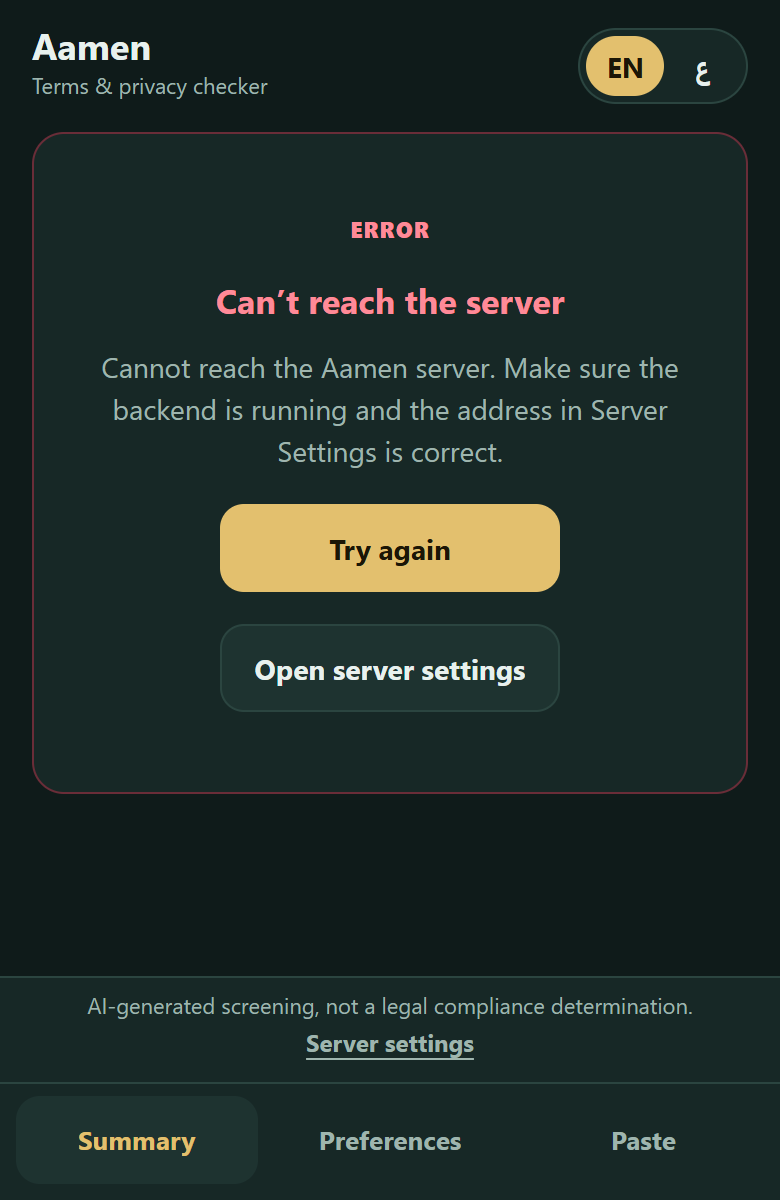 Aamen
Terms & privacy checker
EN
ع
ERROR
Can’t reach the server
Cannot reach the Aamen server. Make sure the
backend is running and the address in Server
Settings is correct.
Try again
Open server settings
AI-generated screening, not a legal compliance determination.
Server settings
Summary
Preferences
Paste